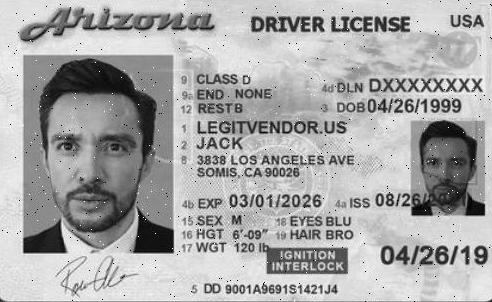 Arizona DRIVER LICENSE USA
9 CLASS D
4d DLN DXXXXXXXX
9a END NONE
12 RESTB
3 DOB 04/26/1999
1 LEGITVENDOR.US
2 JACK
8 3838 LOS ANGELES AVE
SOMIS, CA 90026
4b EXP 03/01/2026 4a ISS 08/26/20
15 SEX M 18 EYES BLU
16 HGT 6'-09" 19 HAIR BRO
17 WGT 120 lb
IGNITION
INTERLOCK
04/26/19
5 DD 9001A9691S1421J4